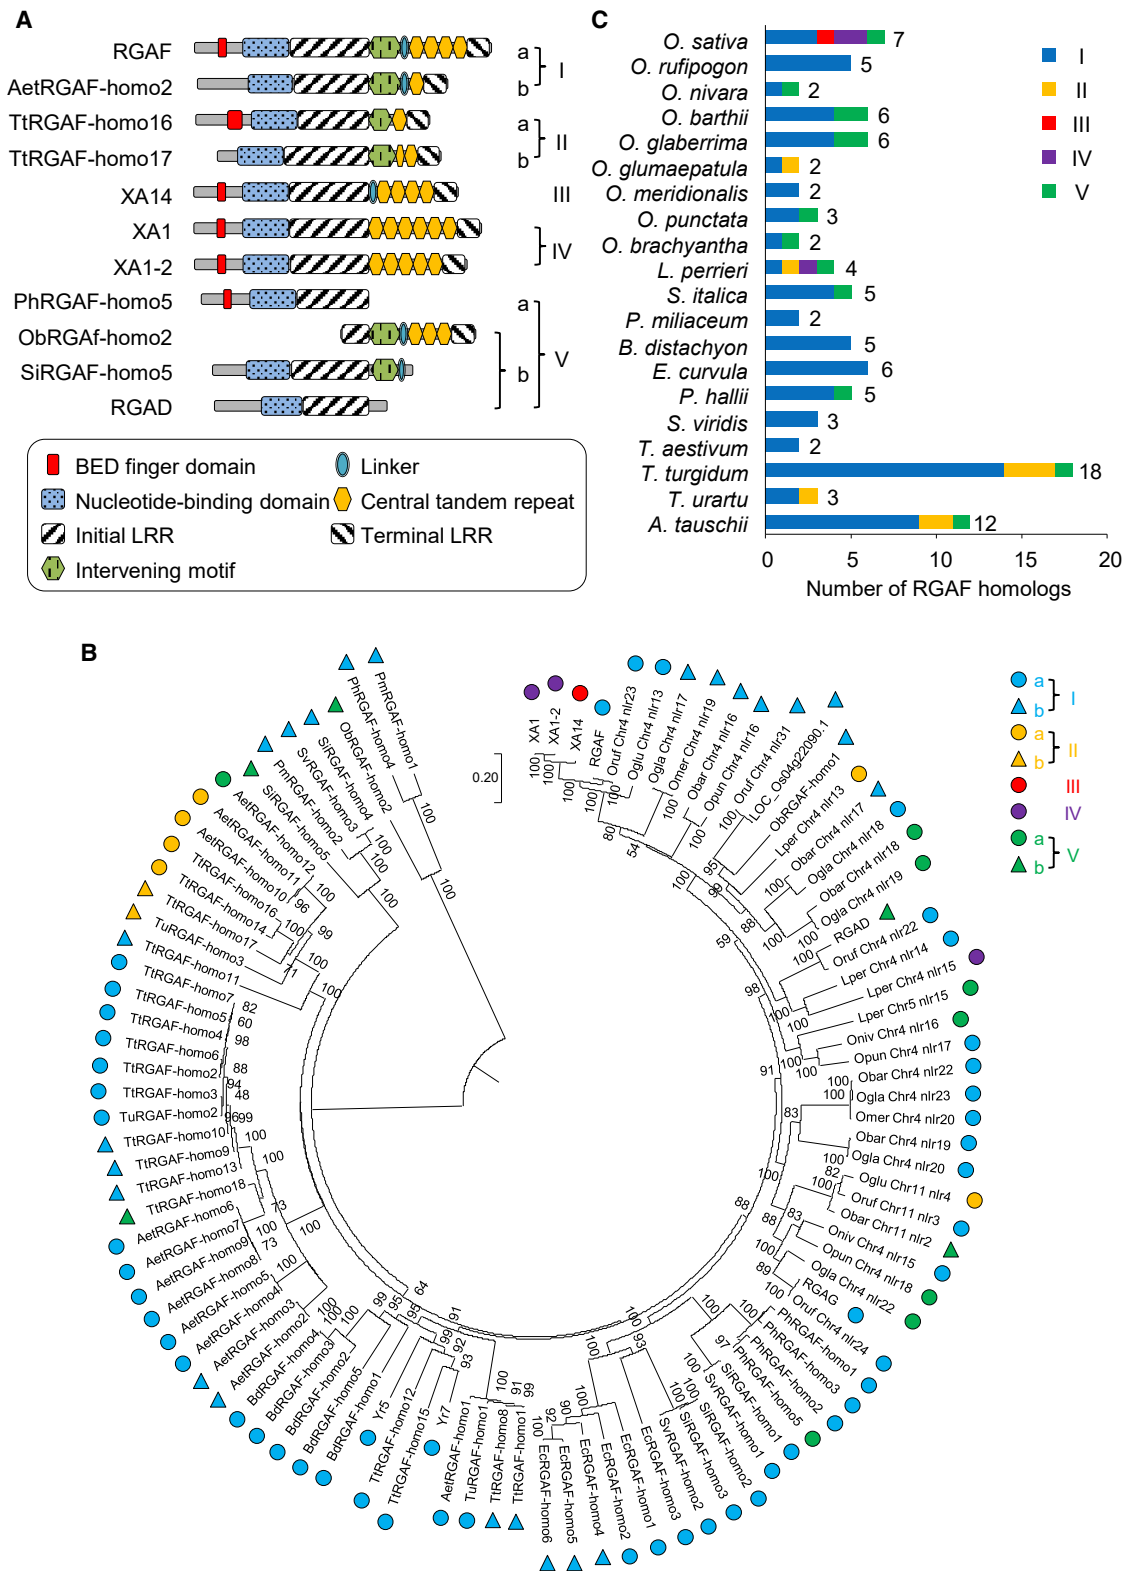 A
RGAF
a
I
AetRGAF-homo2
b
TtRGAF-homo16
a
II
TtRGAF-homo17
b
XA14
III
XA1
IV
XA1-2
PhRGAF-homo5
a
V
ObRGAf-homo2
b
SiRGAF-homo5
RGAD
BED finger domain
Linker
Nucleotide-binding domain
Central tandem repeat
Initial LRR
Terminal LRR
Intervening motif
C
O. sativa 7
O. rufipogon 5
O. nivara 2
O. barthii 6
O. glaberrima 6
O. glumaepatula 2
O. meridionalis 2
O. punctata 3
O. brachyantha 2
L. perrieri 4
S. italica 5
P. miliaceum 2
B. distachyon 5
E. curvula 6
P. hallii 5
S. viridis 3
T. aestivum 2
T. turgidum 18
T. urartu 3
A. tauschii 12
0 5 10 15 20
Number of RGAF homologs
I
II
III
IV
V
B
0.20
a
b
I
a
b
II
III
IV
a
b
V
XA1
XA1-2
XA14
RGAF
Oruf Chr4 nlr23
Oglu Chr4 nlr13
Ogla Chr4 nlr17
Omer Chr4 nlr19
Obar Chr4 nlr16
Opun Chr4 nlr16
Oruf Chr4 nlr31
LOC_Os04g22090.1
ObRGAF-homo1
Lper Chr4 nlr13
Obar Chr4 nlr17
Ogla Chr4 nlr18
Obar Chr4 nlr18
Ogla Chr4 nlr19
RGAD
Oruf Chr4 nlr22
Lper Chr4 nlr14
Lper Chr4 nlr15
Lper Chr5 nlr15
Oniv Chr4 nlr16
Opun Chr4 nlr17
Obar Chr4 nlr22
Ogla Chr4 nlr23
Omer Chr4 nlr20
Obar Chr4 nlr19
Ogla Chr4 nlr20
Oglu Chr11 nlr4
Oruf Chr11 nlr3
Obar Chr11 nlr2
Oniv Chr4 nlr15
Opun Chr4 nlr18
Ogla Chr4 nlr22
RGAG
Oruf Chr4 nlr24
PhRGAF-homo1
PhRGAF-homo3
PhRGAF-homo2
PhRGAF-homo5
SiRGAF-homo1
SvRGAF-homo1
SiRGAF-homo2
SiRGAF-homo3
SvRGAF-homo2
EcRGAF-homo3
EcRGAF-homo1
EcRGAF-homo2
EcRGAF-homo4
EcRGAF-homo5
EcRGAF-homo6
TtRGAF-homo1
TtRGAF-homo8
TuRGAF-homo1
AetRGAF-homo1
Yr7
TtRGAF-homo15
TtRGAF-homo12
Yr5
BdRGAF-homo1
BdRGAF-homo5
BdRGAF-homo2
BdRGAF-homo3
BdRGAF-homo4
AetRGAF-homo2
AetRGAF-homo3
AetRGAF-homo4
AetRGAF-homo5
AetRGAF-homo8
AetRGAF-homo9
AetRGAF-homo7
AetRGAF-homo6
TtRGAF-homo18
TtRGAF-homo13
TtRGAF-homo9
TtRGAF-homo10
TuRGAF-homo2
TtRGAF-homo3
TtRGAF-homo2
TtRGAF-homo6
TtRGAF-homo4
TtRGAF-homo5
TtRGAF-homo7
TtRGAF-homo11
TuRGAF-homo3
TtRGAF-homo17
TtRGAF-homo14
TtRGAF-homo16
AetRGAF-homo10
AetRGAF-homo11
AetRGAF-homo12
SiRGAF-homo5
PmRGAF-homo2
SvRGAF-homo3
SiRGAF-homo4
ObRGAF-homo2
PhRGAF-homo4
PmRGAF-homo1